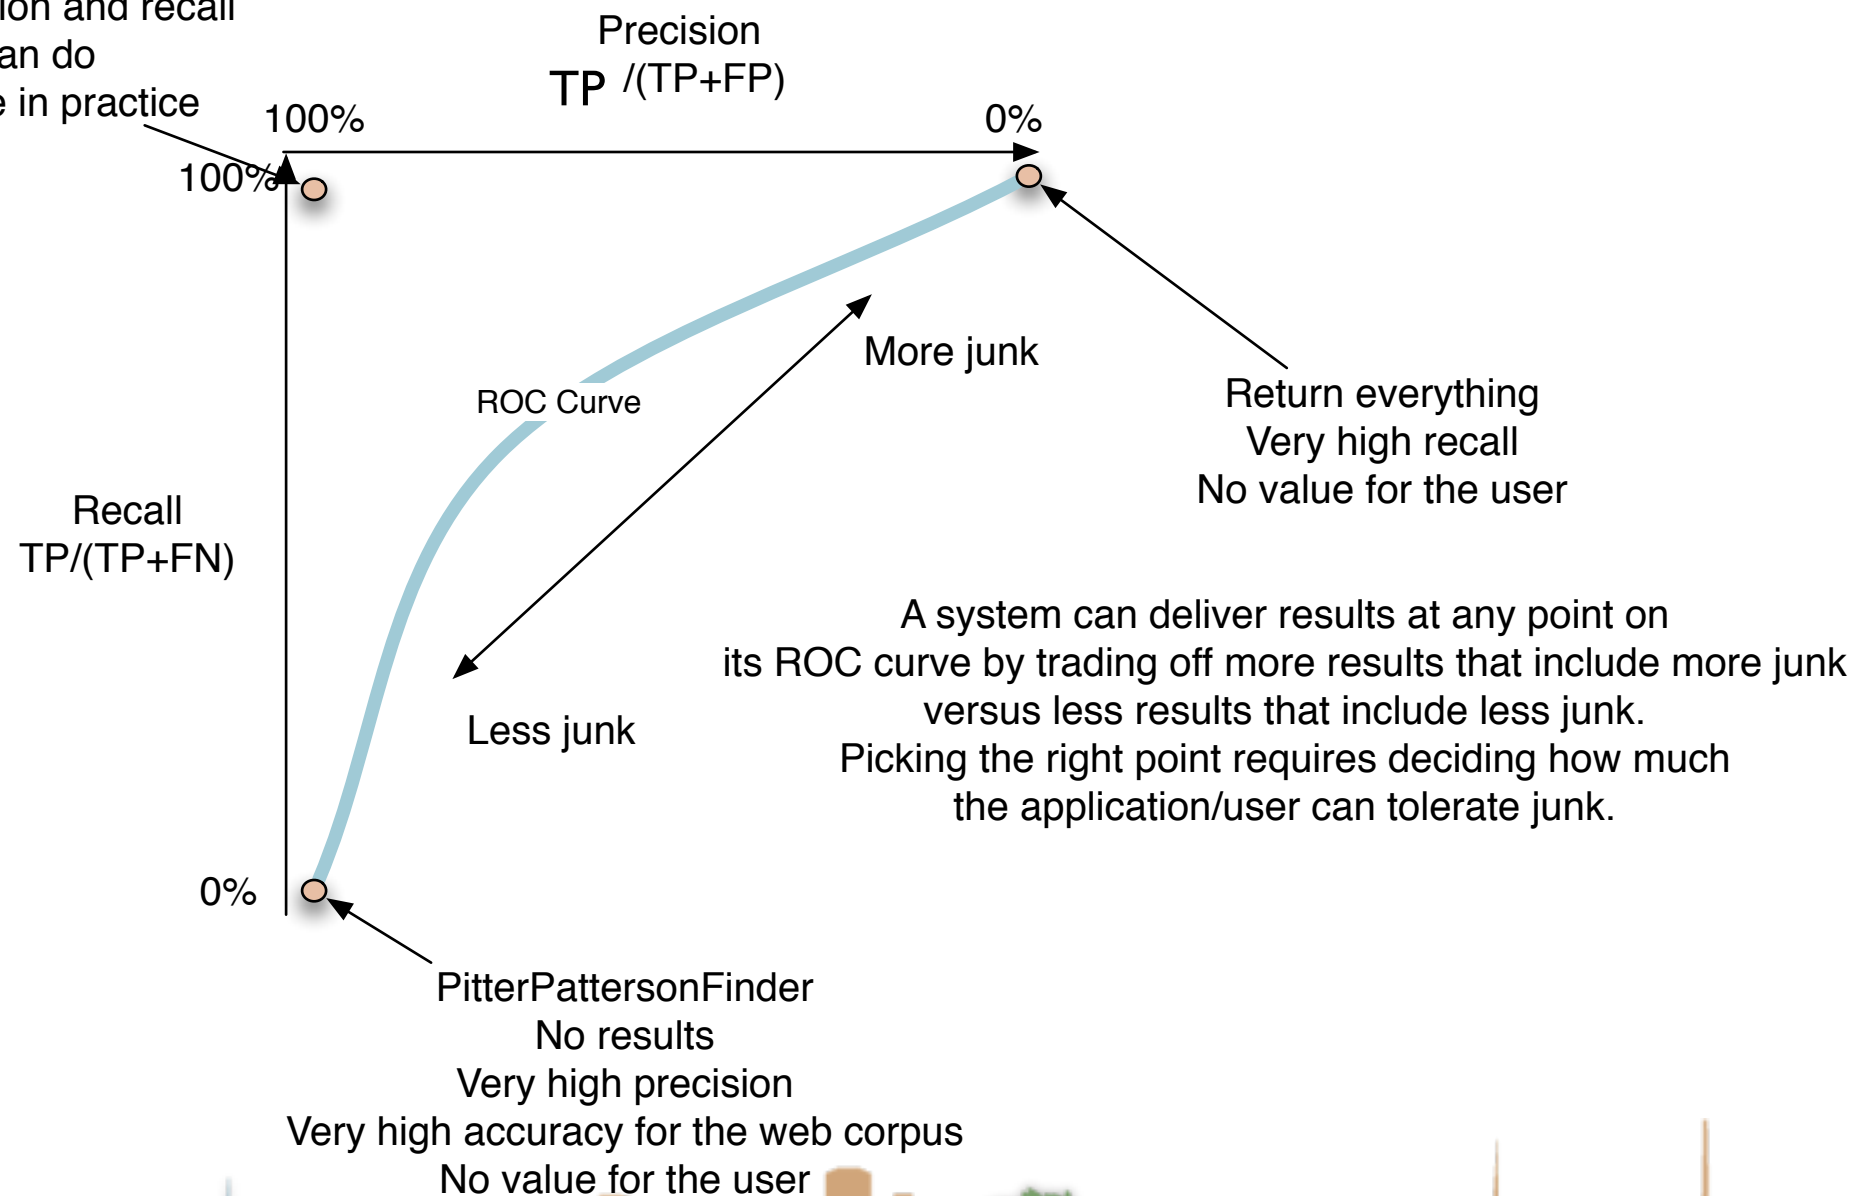 ion and recall
an do
e in practice
Precision
TP /(TP+FP)
100%
0%
100%
More junk
ROC Curve
Return everything
Very high recall
No value for the user
Recall
TP/(TP+FN)
A system can deliver results at any point on
its ROC curve by trading off more results that include more junk
versus less results that include less junk.
Picking the right point requires deciding how much
the application/user can tolerate junk.
Less junk
0%
PitterPattersonFinder
No results
Very high precision
Very high accuracy for the web corpus
No value for the user